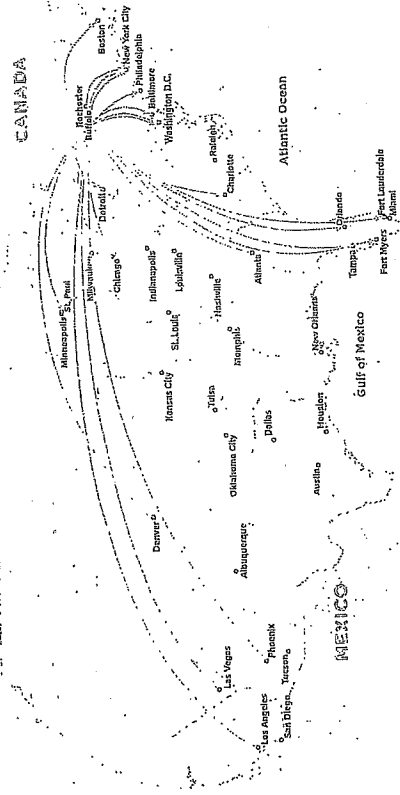 CANADA
Boston
Rochester
Buffalo
New York City
Philadelphia
Baltimore
Washington D.C.
Detroit
Milwaukee
Chicago
Minneapolis
St. Paul
Indianapolis
Louisville
Raleigh
Charlotte
Atlantic Ocean
St. Louis
Nashville
Kansas City
Memphis
Atlanta
Tulsa
Oklahoma City
Dallas
Denver
Albuquerque
Orlando
Tampa
Fort Lauderdale
Miami
Fort Myers
New Orleans
Gulf of Mexico
Houston
Austin
Las Vegas
Phoenix
Tucson
Los Angeles
San Diego
MEXICO